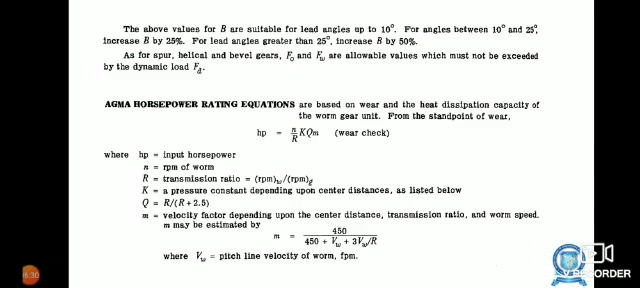 The above values for B are suitable for lead angles up to 10°. For angles between 10° and 25°,
increase B by 25%. For lead angles greater than 25°, increase B by 50%.
As for spur, helical and bevel gears, F_o and F_w are allowable values which must not be exceeded
by the dynamic load F_d.
AGMA HORSEPOWER RATING EQUATIONS are based on wear and the heat dissipation capacity of
the worm gear unit. From the standpoint of wear,
hp = n/R KQm (wear check)
where hp = input horsepower
n = rpm of worm
R = transmission ratio = (rpm)_w/(rpm)_g
K = a pressure constant depending upon center distances, as listed below
Q = R/(R + 2.5)
m = velocity factor depending upon the center distance, transmission ratio, and worm speed.
m may be estimated by
m = 450 / (450 + V_w + 3V_w/R)
where V_w = pitch line velocity of worm, fpm.
6:30
V RECORDER